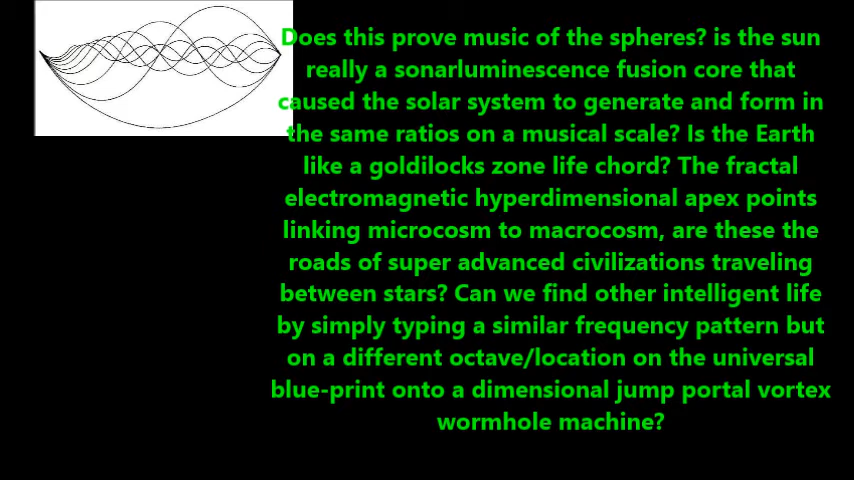 Does this prove music of the spheres? is the sun
really a sonarluminescence fusion core that
caused the solar system to generate and form in
the same ratios on a musical scale? Is the Earth
like a goldilocks zone life chord? The fractal
electromagnetic hyperdimensional apex points
linking microcosm to macrocosm, are these the
roads of super advanced civilizations traveling
between stars? Can we find other intelligent life
by simply typing a similar frequency pattern but
on a different octave/location on the universal
blue-print onto a dimensional jump portal vortex
wormhole machine?